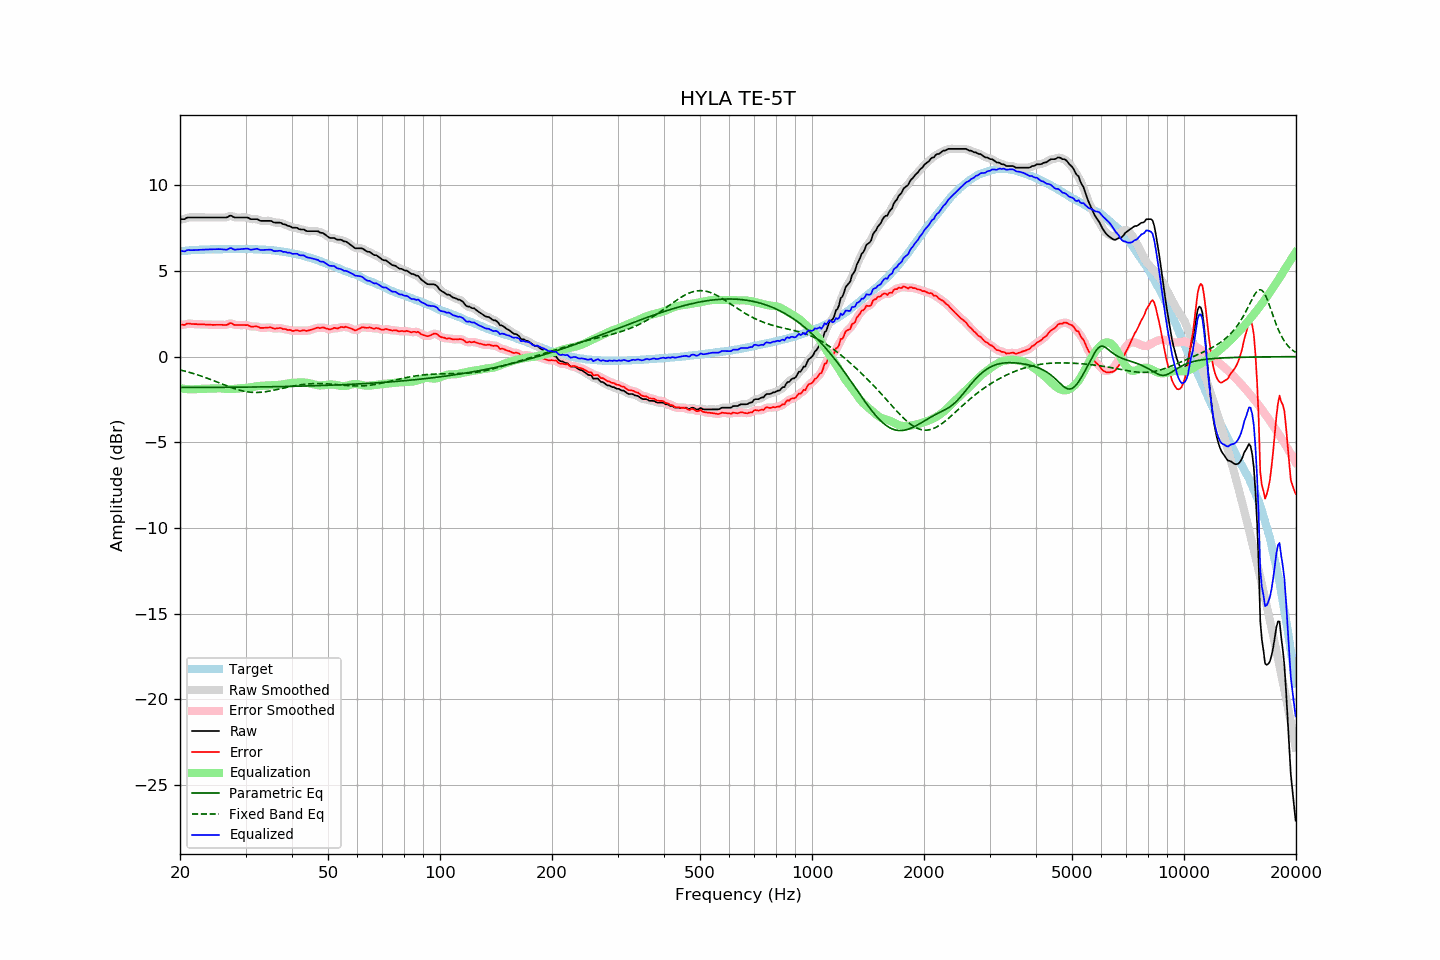 HYLA TE-5T
Amplitude (dBr)
10
5
0
−5
−10
−15
−20
−25
Target
Raw Smoothed
Error Smoothed
Raw
Error
Equalization
Parametric Eq
Fixed Band Eq
Equalized
20 50 100 200 500 1000 2000 5000 10000 20000
Frequency (Hz)